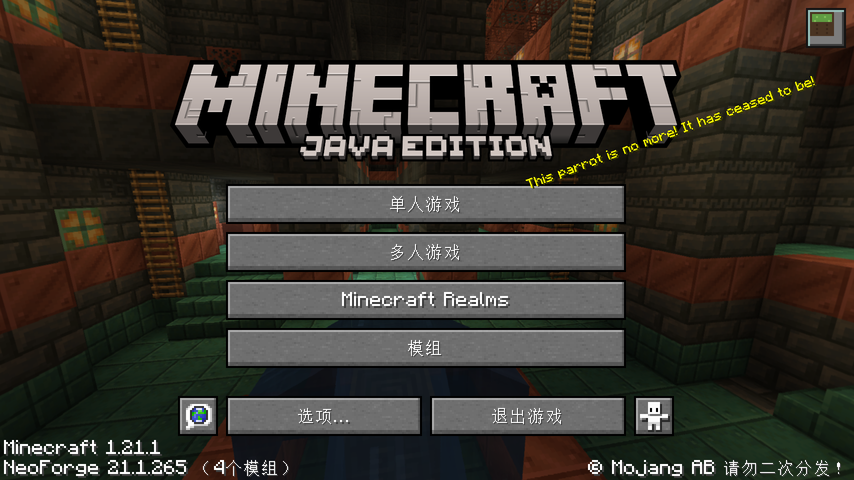 MINECRAFT
JAVA EDITION
This parrot is no more! It has ceased to be!
单人游戏
多人游戏
Minecraft Realms
模组
选项...
退出游戏
Minecraft 1.21.1
NeoForge 21.1.265 （4个模组）
© Mojang AB 请勿二次分发！